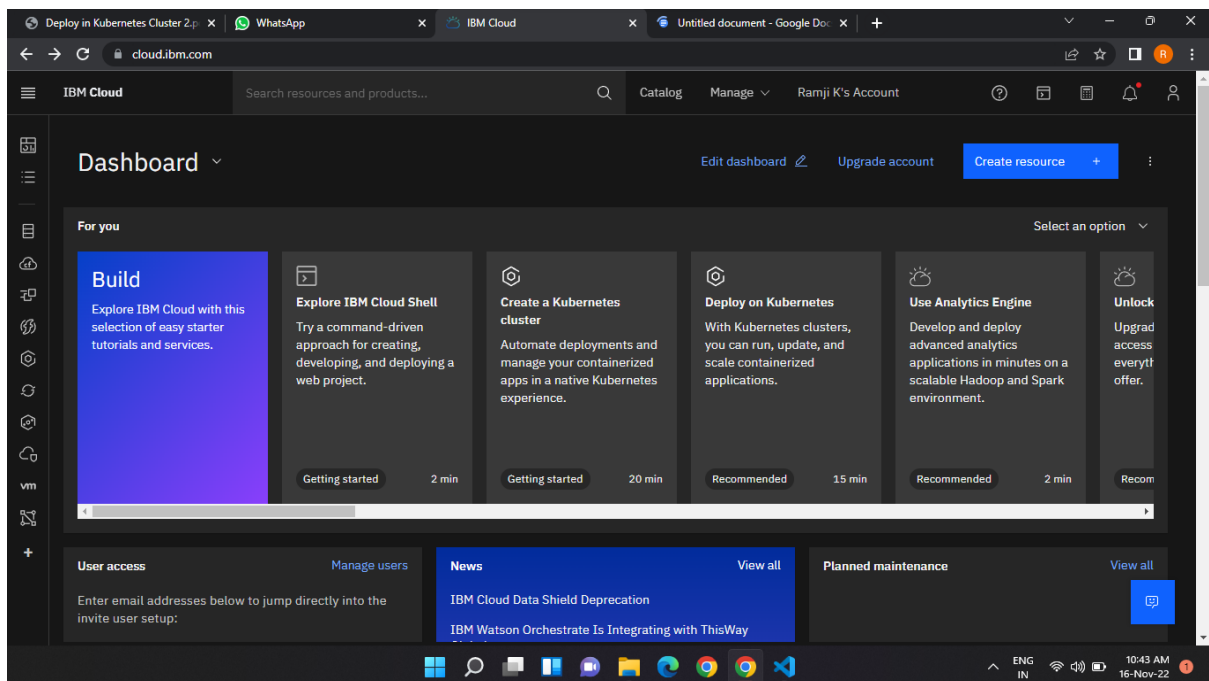 Deploy in Kubernetes Cluster 2.p
WhatsApp
IBM Cloud
Untitled document - Google Doc
cloud.ibm.com
R
IBM Cloud
Search resources and products...
Catalog
Manage
Ramji K's Account
Dashboard
Edit dashboard
Upgrade account
Create resource +
For you
Select an option
Build
Explore IBM Cloud with this
selection of easy starter
tutorials and services.
Explore IBM Cloud Shell
Try a command-driven
approach for creating,
developing, and deploying a
web project.
Getting started
2 min
Create a Kubernetes
cluster
Automate deployments and
manage your containerized
apps in a native Kubernetes
experience.
Getting started
20 min
Deploy on Kubernetes
With Kubernetes clusters,
you can run, update, and
scale containerized
applications.
Recommended
15 min
Use Analytics Engine
Develop and deploy
advanced analytics
applications in minutes on a
scalable Hadoop and Spark
environment.
Recommended
2 min
Unlock
Upgrad
access
everyth
offer.
Recom
cf
vm
User access
Manage users
Enter email addresses below to jump directly into the
invite user setup:
News
View all
IBM Cloud Data Shield Deprecation
IBM Watson Orchestrate Is Integrating with ThisWay
Planned maintenance
View all
ENG
IN
10:43 AM
16-Nov-22
1